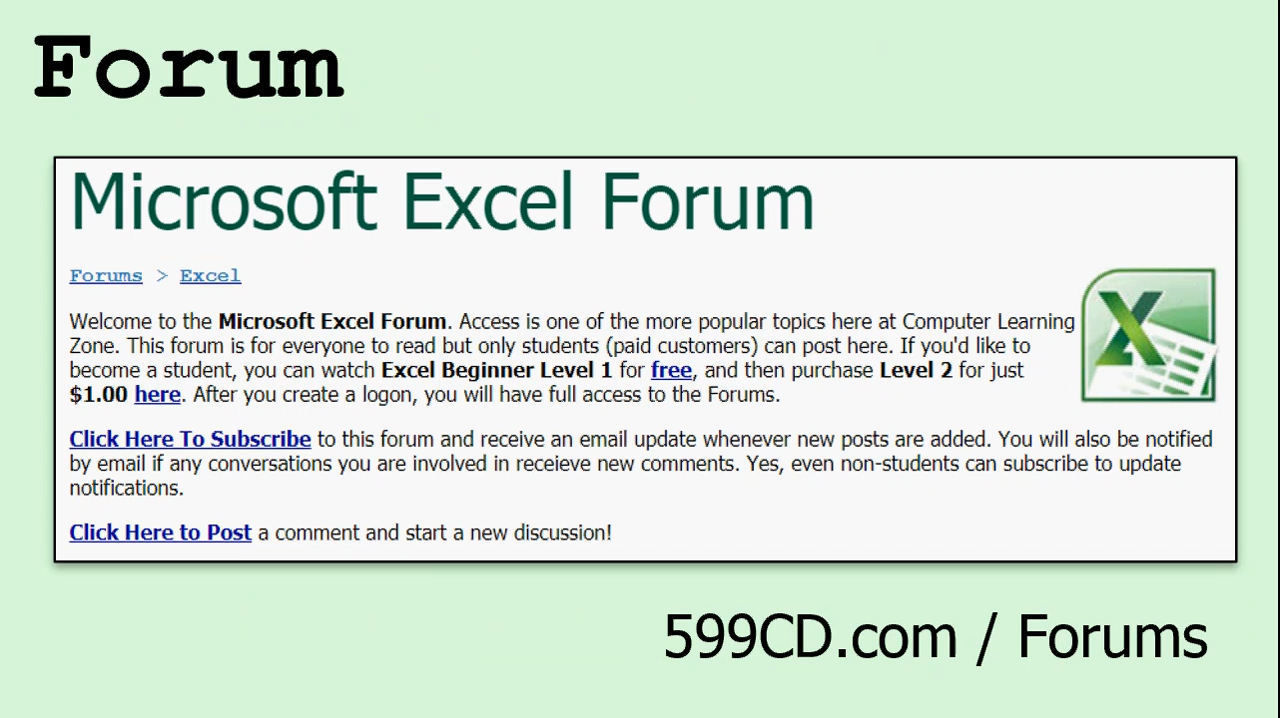 Forum
Microsoft Excel Forum
Forums > Excel
Welcome to the Microsoft Excel Forum. Access is one of the more popular topics here at Computer Learning
Zone. This forum is for everyone to read but only students (paid customers) can post here. If you'd like to
become a student, you can watch Excel Beginner Level 1 for free, and then purchase Level 2 for just
$1.00 here. After you create a logon, you will have full access to the Forums.
Click Here To Subscribe to this forum and receive an email update whenever new posts are added. You will also be notified
by email if any conversations you are involved in receieve new comments. Yes, even non-students can subscribe to update
notifications.
Click Here to Post a comment and start a new discussion!
599CD.com / Forums